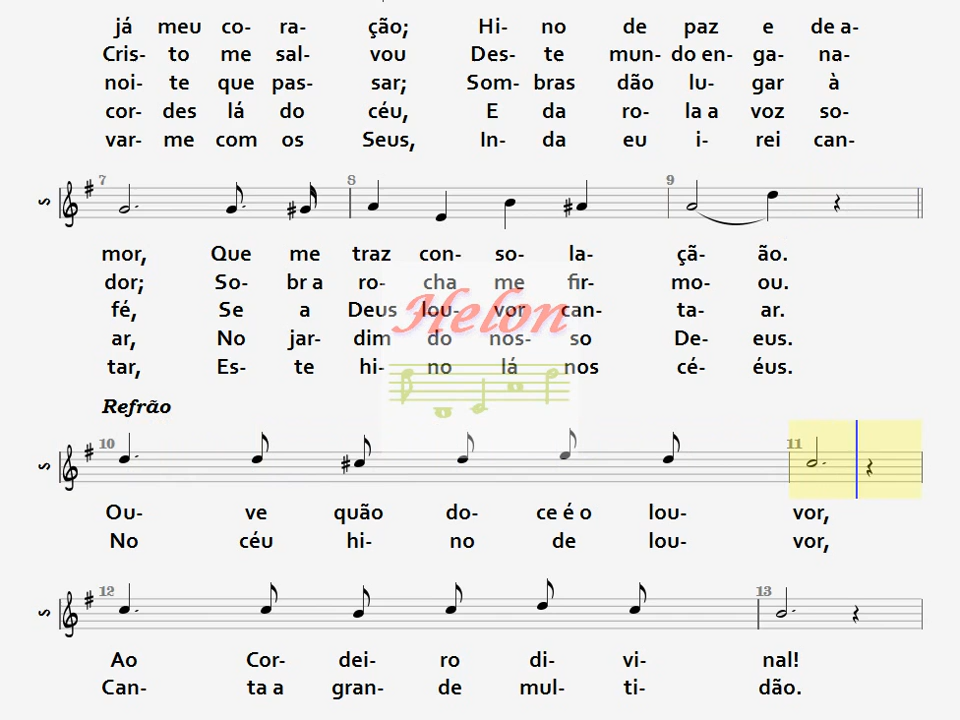 já meu co- ra- ção; Hi- no de paz e de a-
Cris- to me sal- vou Des- te mun- do en- ga- na-
noi- te que pas- sar; Som- bras dão lu- gar à
cor- des lá do céu, E da ro- la a voz so-
var- me com os Seus, In- da eu i- rei can-
S 7 8 9
mor, Que me traz con- so- la- çã- ão.
dor; So- br a ro- cha me fir- mo- ou.
fé, Se a Deus lou- vor can- ta- ar.
ar, No jar- dim do nos- so De- eus.
tar, Es- te hi- no lá nos cé- éus.
Helon
Refrão
S 10 11
Ou- ve quão do- ce é o lou- vor,
No céu hi- no de lou- vor,
S 12 13
Ao Cor- dei- ro di- vi- nal!
Can- ta a gran- de mul- ti- dão.